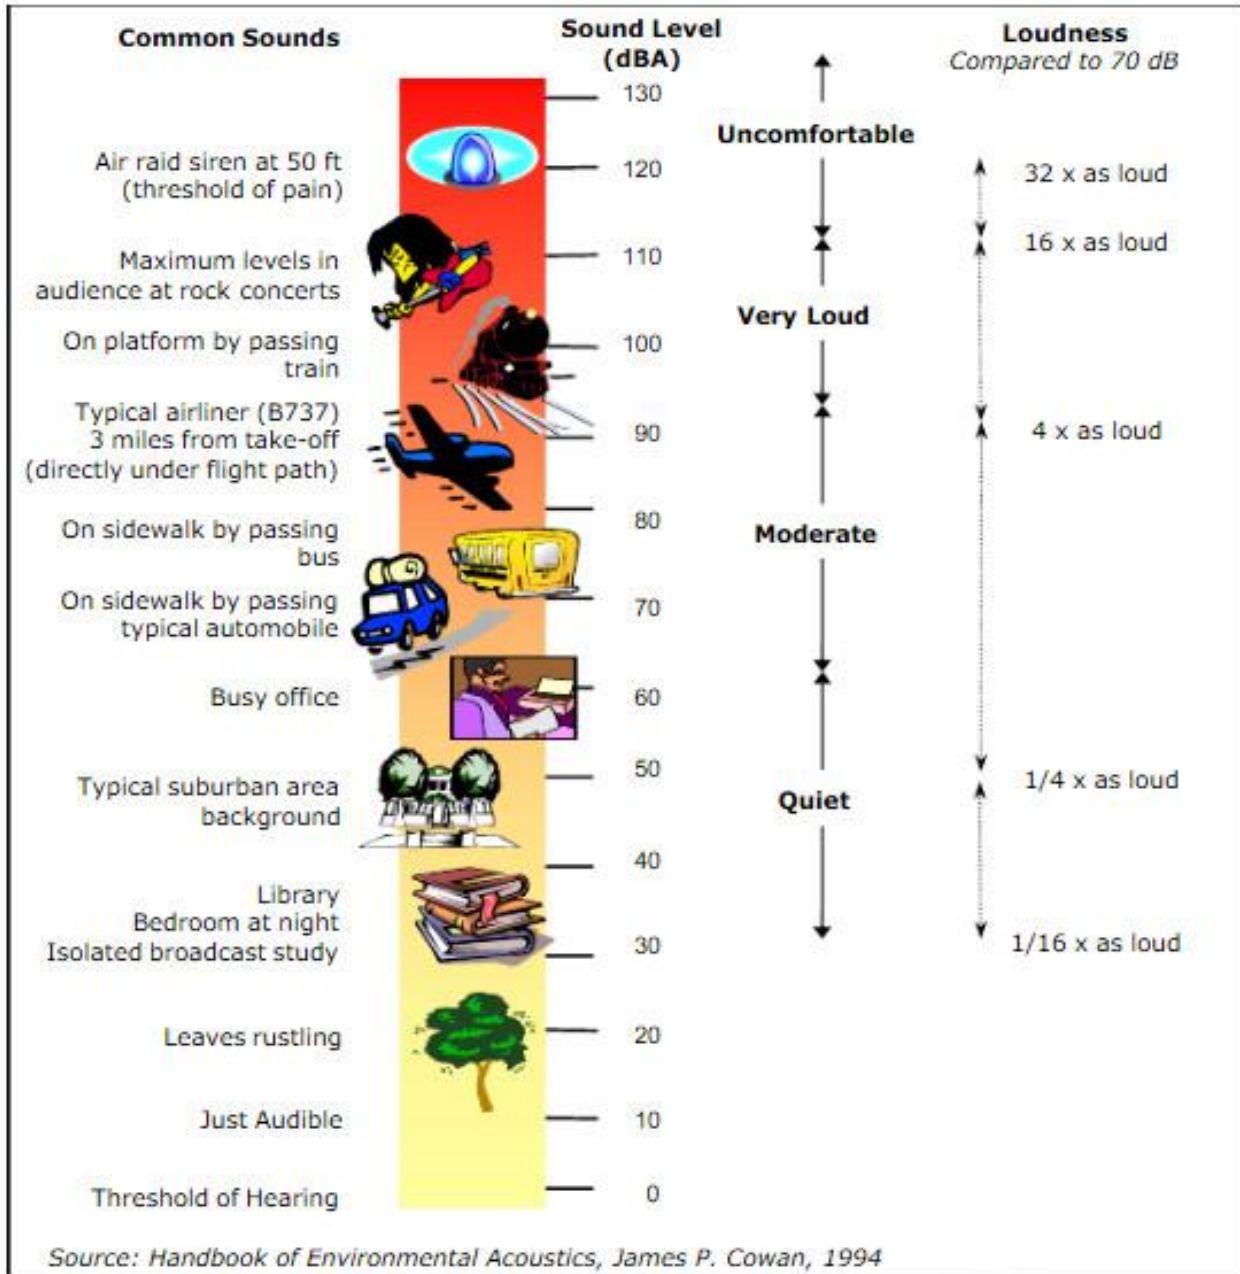 Common Sounds
Sound Level
(dBA)
Loudness
Compared to 70 dB
130
Uncomfortable
Air raid siren at 50 ft
(threshold of pain)
120
32 x as loud
16 x as loud
Maximum levels in
audience at rock concerts
110
Very Loud
On platform by passing
train
100
Typical airliner (B737)
3 miles from take-off
(directly under flight path)
90
4 x as loud
80
On sidewalk by passing
bus
Moderate
On sidewalk by passing
typical automobile
70
Busy office
60
50
Typical suburban area
background
1/4 x as loud
Quiet
40
Library
Bedroom at night
Isolated broadcast study
30
1/16 x as loud
Leaves rustling
20
Just Audible
10
Threshold of Hearing
0
Source: Handbook of Environmental Acoustics, James P. Cowan, 1994